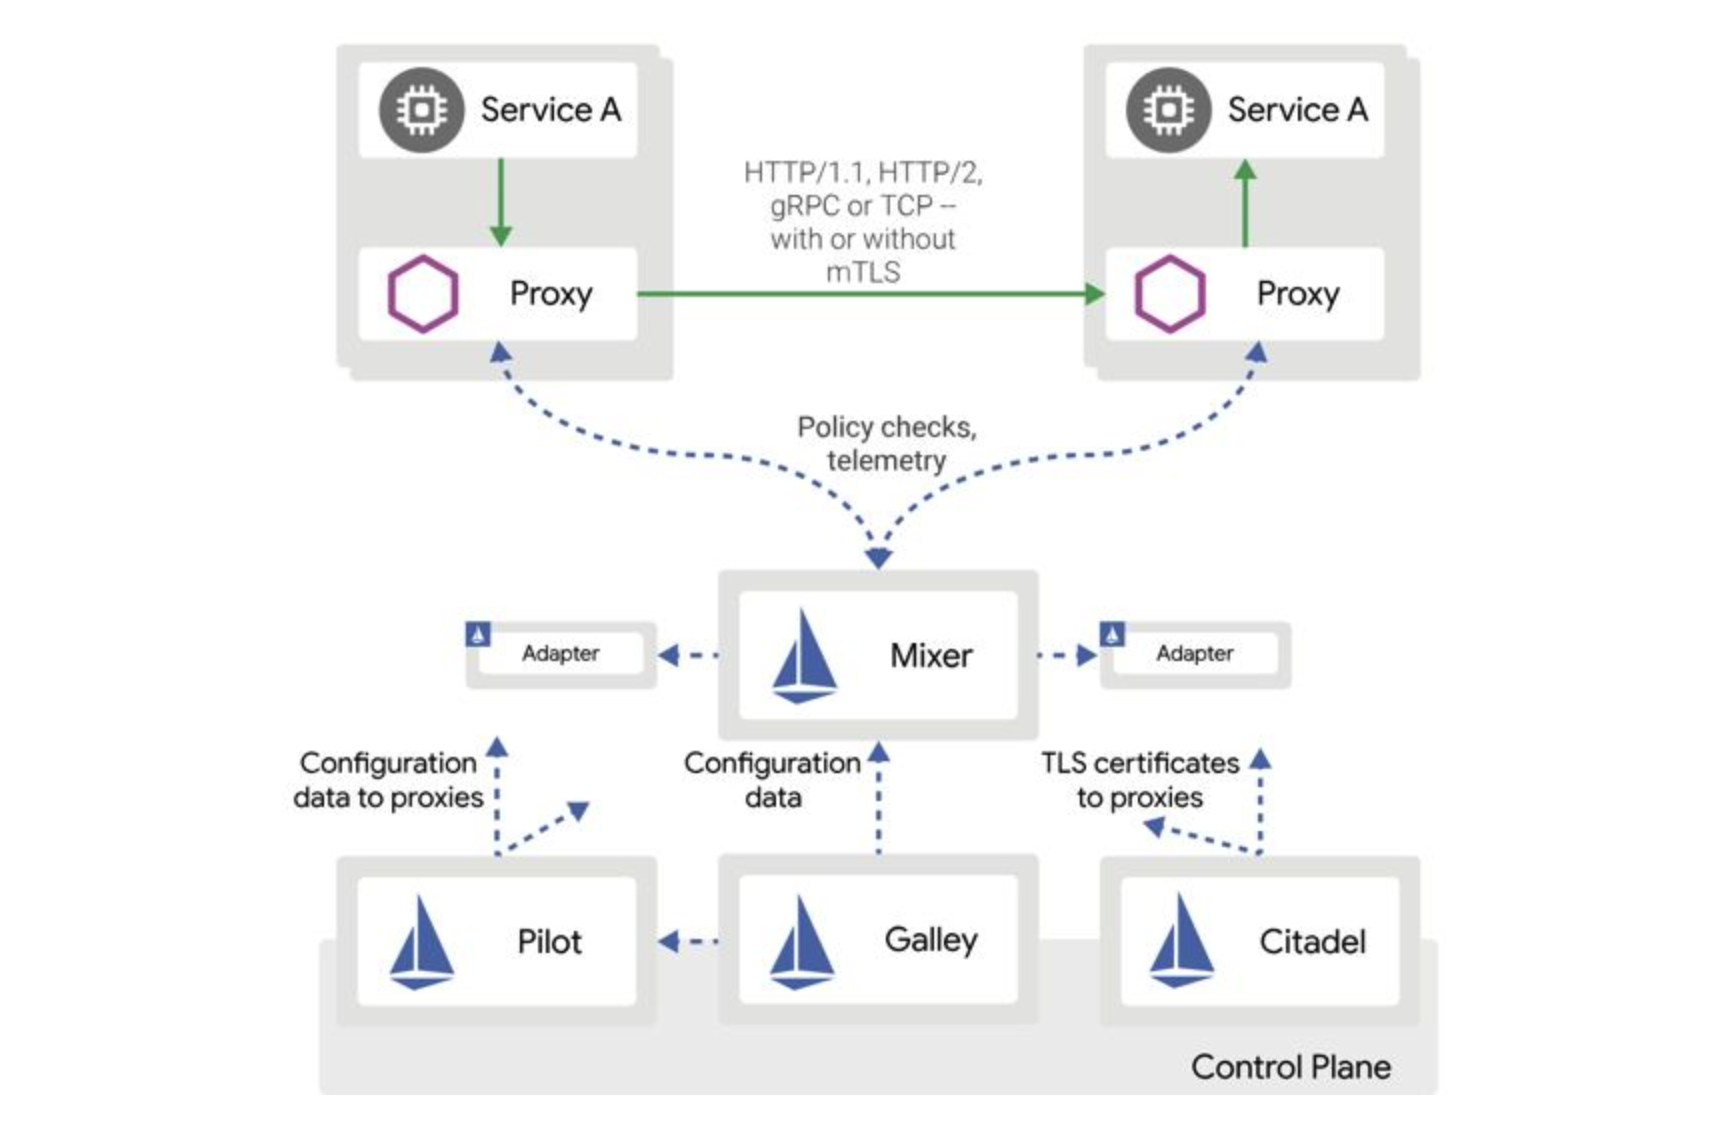 Service A
Service A
HTTP/1.1, HTTP/2,
gRPC or TCP --
with or without
mTLS
Proxy
Proxy
Policy checks,
telemetry
Adapter
Mixer
Adapter
Configuration
data to proxies
Configuration
data
TLS certificates
to proxies
Pilot
Galley
Citadel
Control Plane